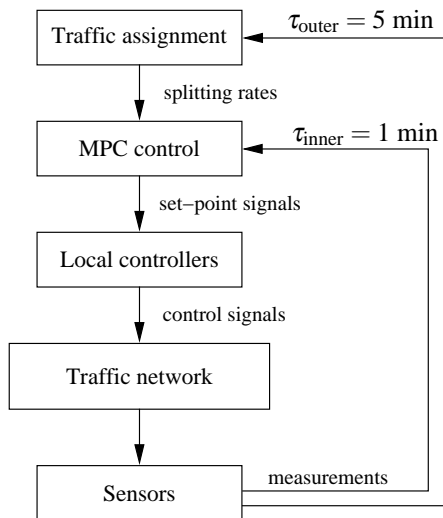 Traffic assignment
τouter = 5 min
splitting rates
MPC control
τinner = 1 min
set−point signals
Local controllers
control signals
Traffic network
measurements
Sensors